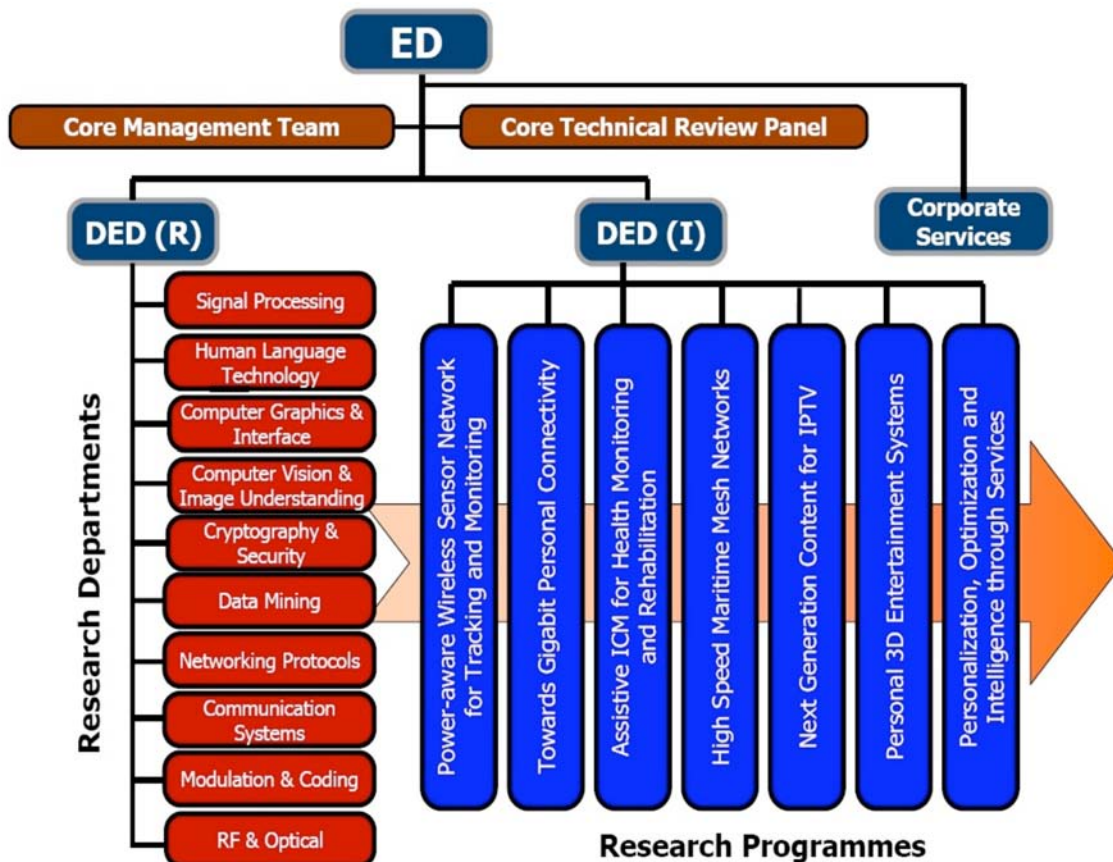 ED
Core Management Team
Core Technical Review Panel
DED (R)
DED (I)
Corporate
Services
Research Departments
Signal Processing
Human Language
Technology
Computer Graphics &
Interface
Computer Vision &
Image Understanding
Cryptography &
Security
Data Mining
Networking Protocols
Communication
Systems
Modulation & Coding
RF & Optical
Power-aware Wireless Sensor Network
for Tracking and Monitoring
Towards Gigabit Personal Connectivity
Assistive ICM for Health Monitoring
and Rehabilitation
High Speed Maritime Mesh Networks
Next Generation Content for IPTV
Personal 3D Entertainment Systems
Personalization, Optimization and
Intelligence through Services
Research Programmes